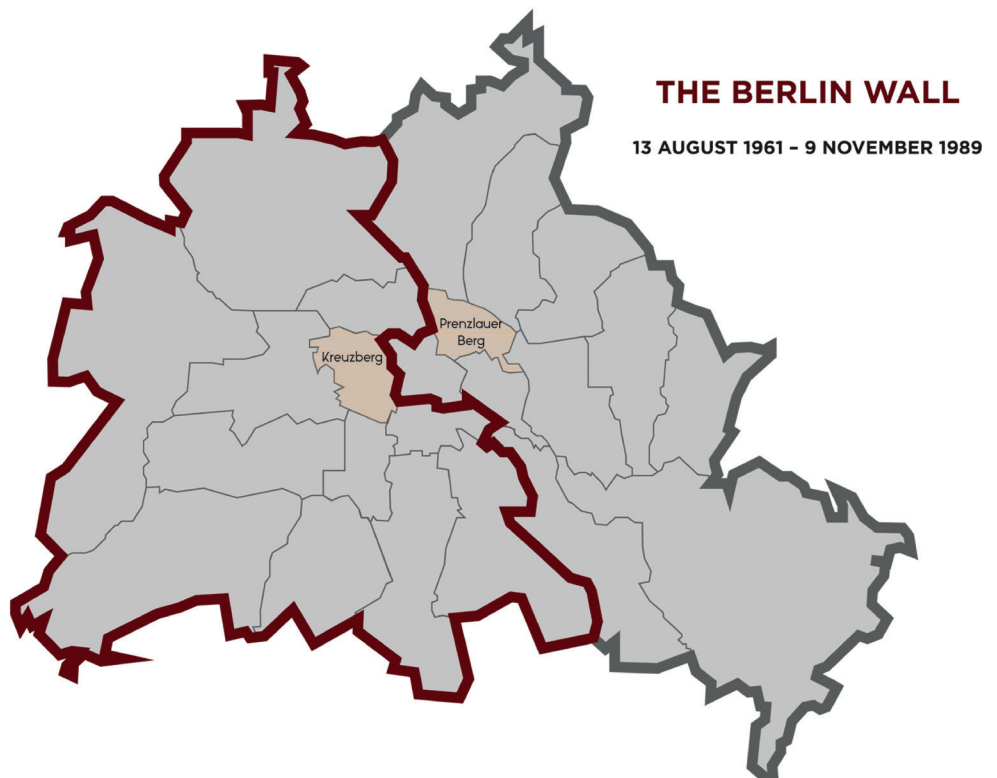 THE BERLIN WALL
13 AUGUST 1961 – 9 NOVEMBER 1989
Prenzlauer
Berg
Kreuzberg